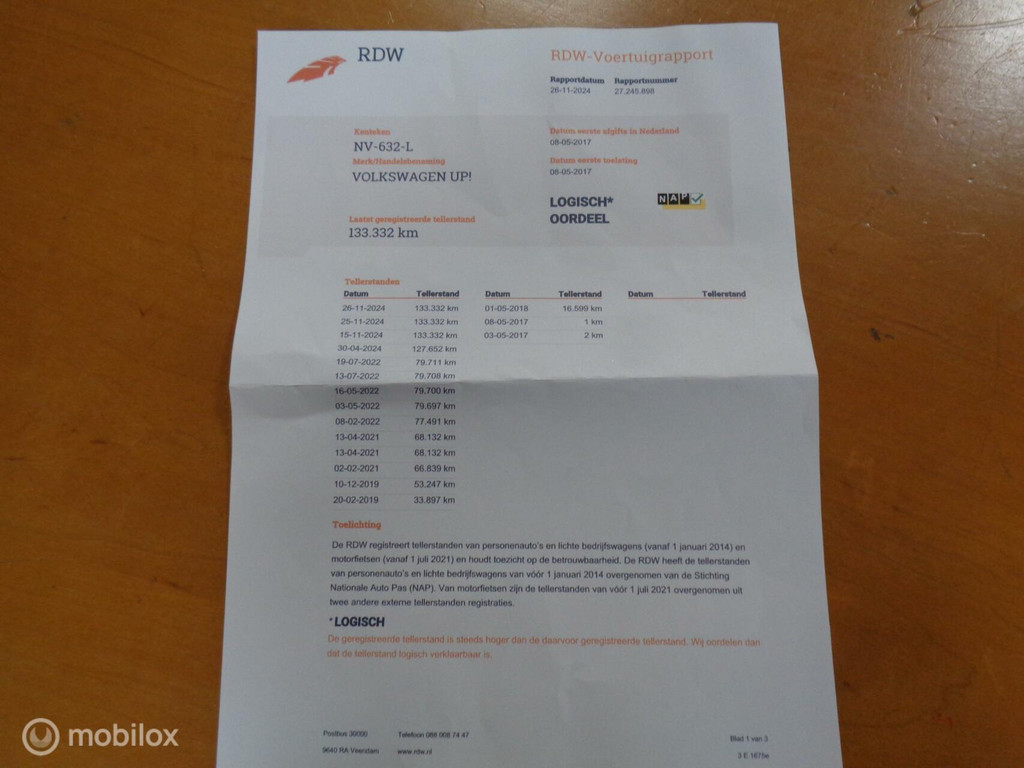 RDW
RDW-Voertuigrapport
Rapportdatum Rapportnummer
26-11-2024 27.245.898
Kenteken
NV-632-L
Merk/Handelsbenaming
VOLKSWAGEN UP!
Laatst geregistreerde tellerstand
133.332 km
Datum eerste afgifte in Nederland
08-05-2017
Datum eerste toelating
08-05-2017
LOGISCH*
OORDEEL
NAP
Tellerstanden
Datum Tellerstand Datum Tellerstand Datum Tellerstand
26-11-2024 133.332 km 01-05-2018 16.599 km
25-11-2024 133.332 km 08-05-2017 1 km
15-11-2024 133.332 km 03-05-2017 2 km
30-04-2024 127.652 km
19-07-2022 79.711 km
13-07-2022 79.708 km
16-05-2022 79.700 km
03-05-2022 79.697 km
08-02-2022 77.491 km
13-04-2021 68.132 km
13-04-2021 68.132 km
02-02-2021 66.839 km
10-12-2019 53.247 km
20-02-2019 33.897 km
Toelichting
De RDW registreert tellerstanden van personenauto's en lichte bedrijfswagens (vanaf 1 januari 2014) en
motorfietsen (vanaf 1 juli 2021) en houdt toezicht op de betrouwbaarheid. De RDW heeft de tellerstanden
van personenauto's en lichte bedrijfswagens van vóór 1 januari 2014 overgenomen van de Stichting
Nationale Auto Pas (NAP). Van motorfietsen zijn de tellerstanden van vóór 1 juli 2021 overgenomen uit
twee andere externe tellerstanden registraties.
*LOGISCH
De geregistreerde tellerstand is steeds hoger dan de daarvoor geregistreerde tellerstand. Wij oordelen dan
dat de tellerstand logisch verklaarbaar is.
Postbus 30000 Telefoon 088 008 74 47
9640 RA Veendam www.rdw.nl
Blad 1 van 3
3 E 1675e
mobilox